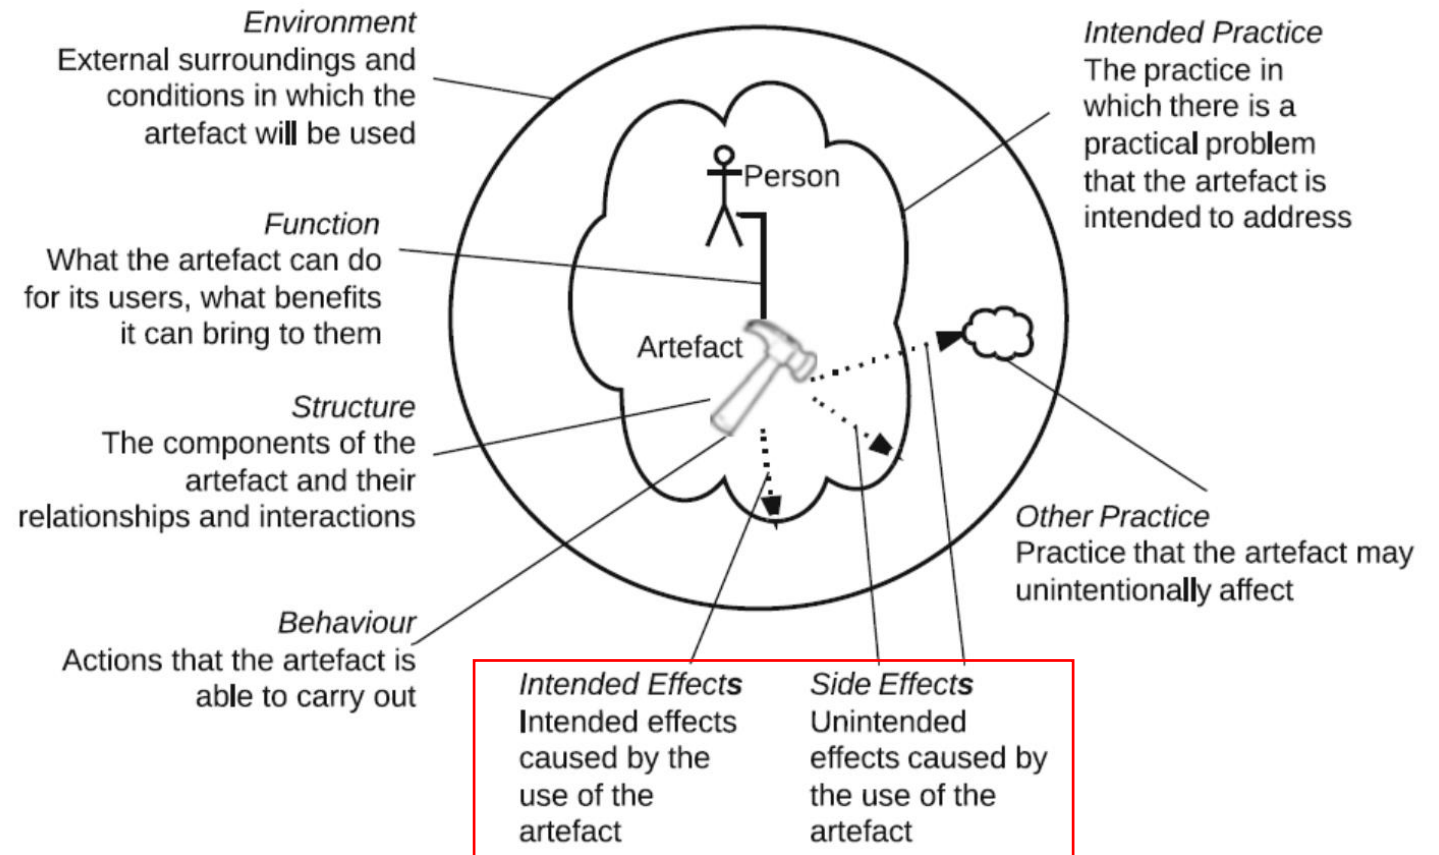 Environment
External surroundings and
conditions in which the
artefact will be used
Intended Practice
The practice in
which there is a
practical problem
that the artefact is
intended to address
Person
Function
What the artefact can do
for its users, what benefits
it can bring to them
Artefact
Structure
The components of the
artefact and their
relationships and interactions
Other Practice
Practice that the artefact may
unintentionally affect
Behaviour
Actions that the artefact is
able to carry out
Intended Effects
Intended effects
caused by the
use of the
artefact
Side Effects
Unintended
effects caused by
the use of the
artefact